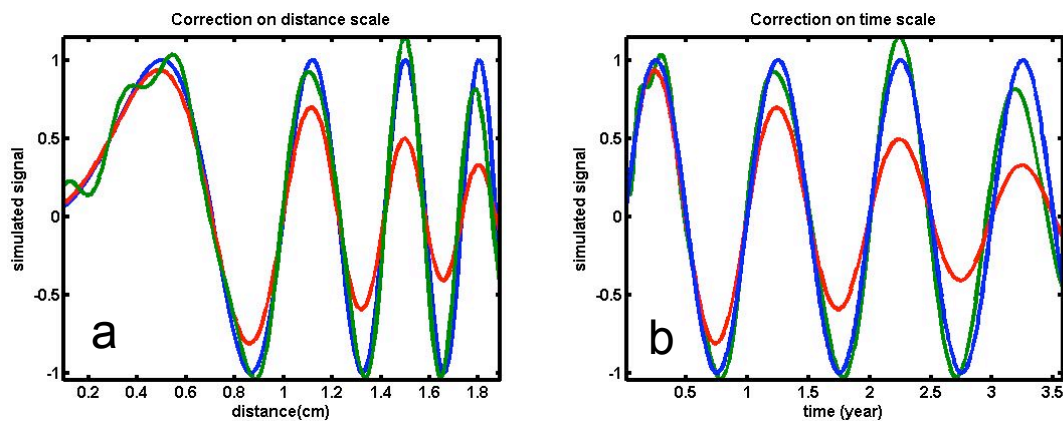 Correction on distance scale
simulated signal
1
0.5
0
-0.5
-1
a
0.2 0.4 0.6 0.8 1 1.2 1.4 1.6 1.8
distance(cm)
Correction on time scale
simulated signal
1
0.5
0
-0.5
-1
b
0.5 1 1.5 2 2.5 3 3.5
time (year)